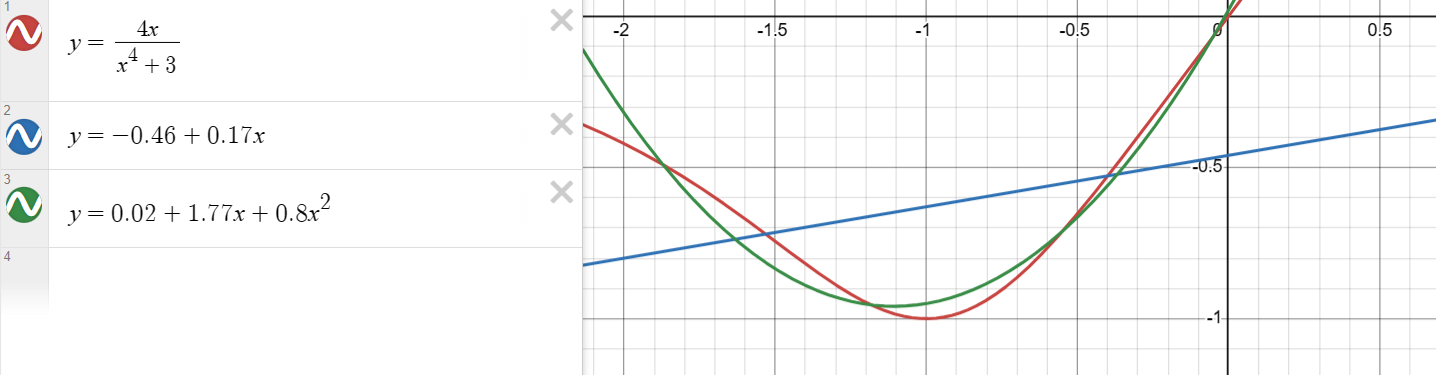 1
y = 4x / (x^4 + 3)
2
y = −0.46 + 0.17x
3
y = 0.02 + 1.77x + 0.8x^2
4
-2 -1.5 -1 -0.5 0 0.5
-0.5
-1